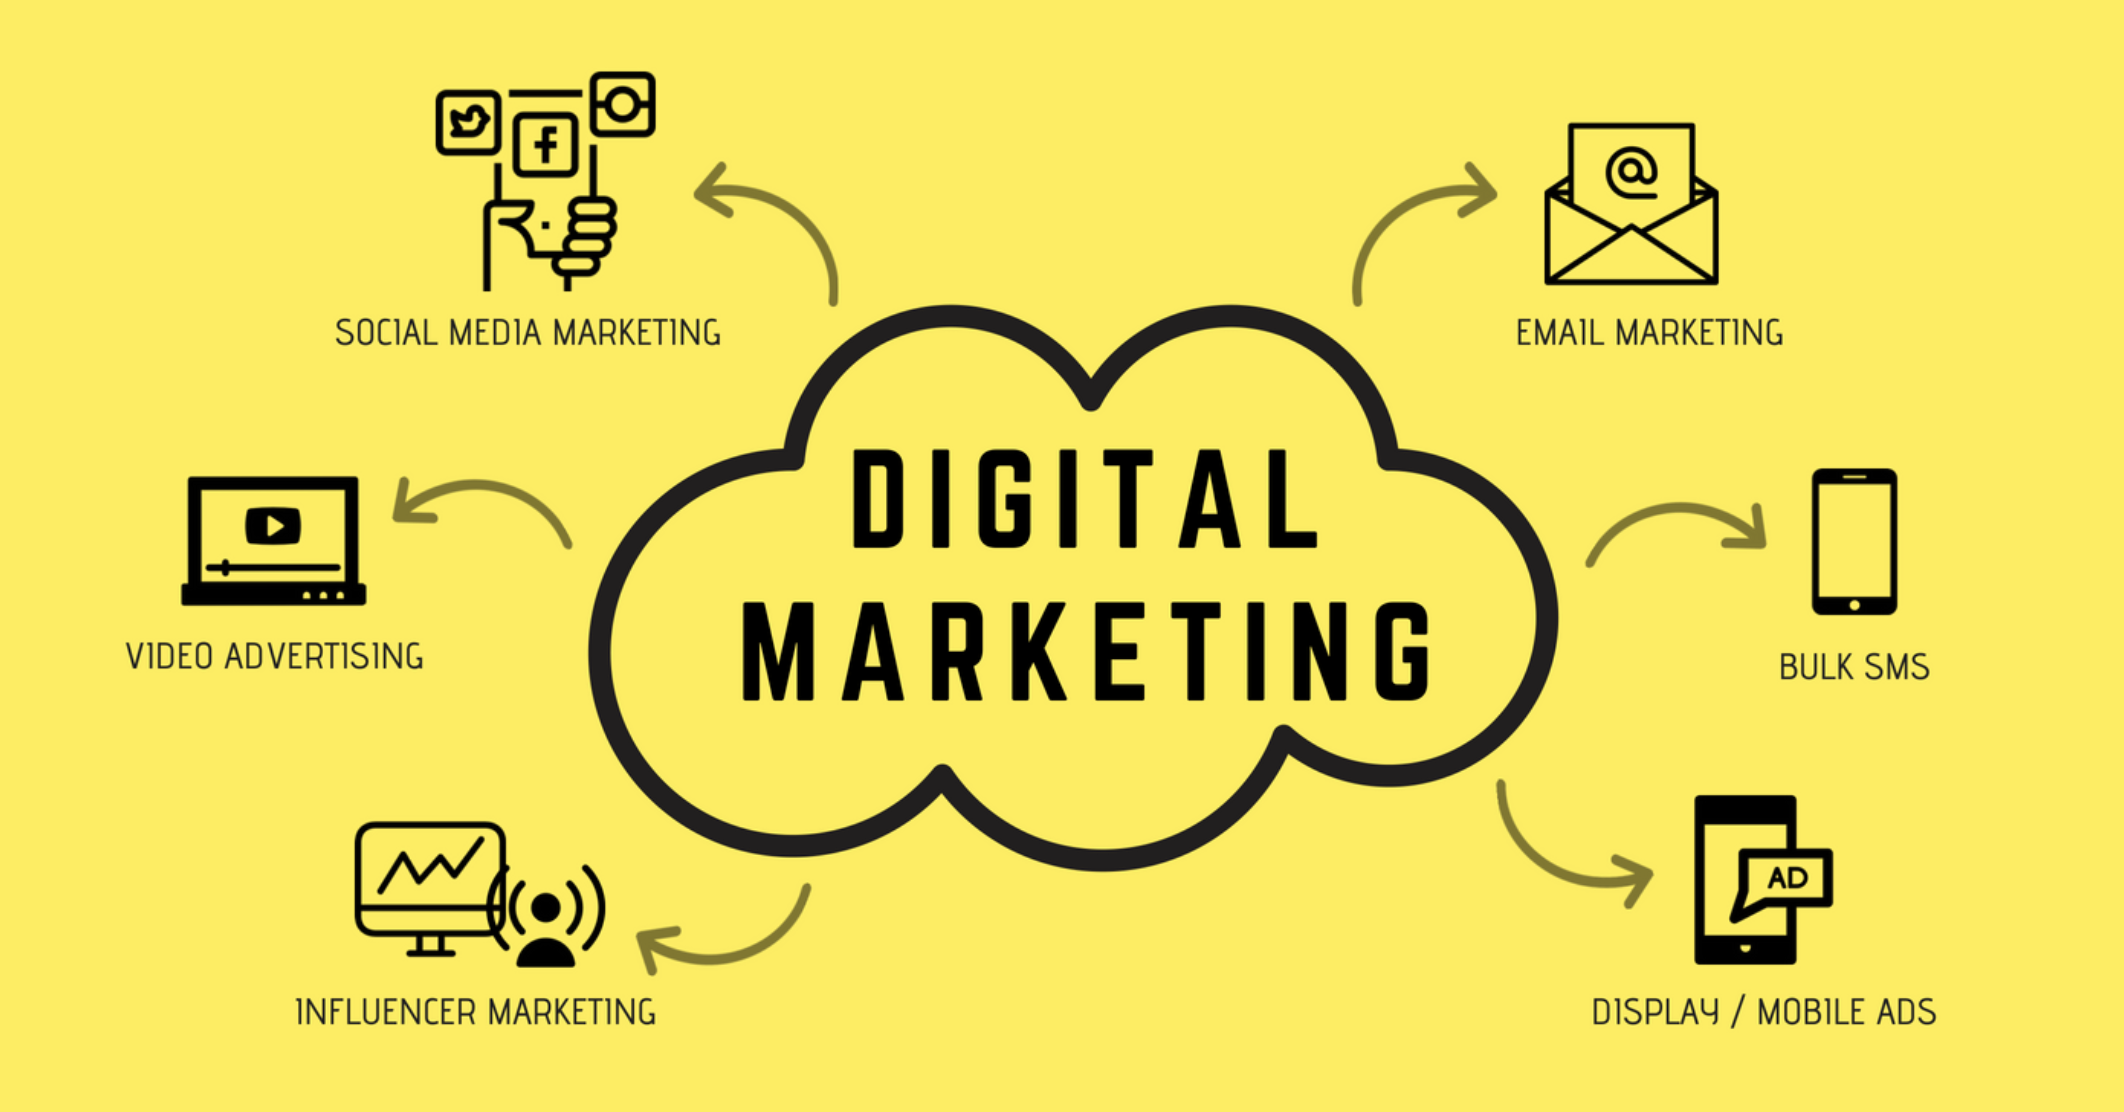 SOCIAL MEDIA MARKETING
EMAIL MARKETING
DIGITAL
MARKETING
VIDEO ADVERTISING
BULK SMS
AD
INFLUENCER MARKETING
DISPLAY / MOBILE ADS